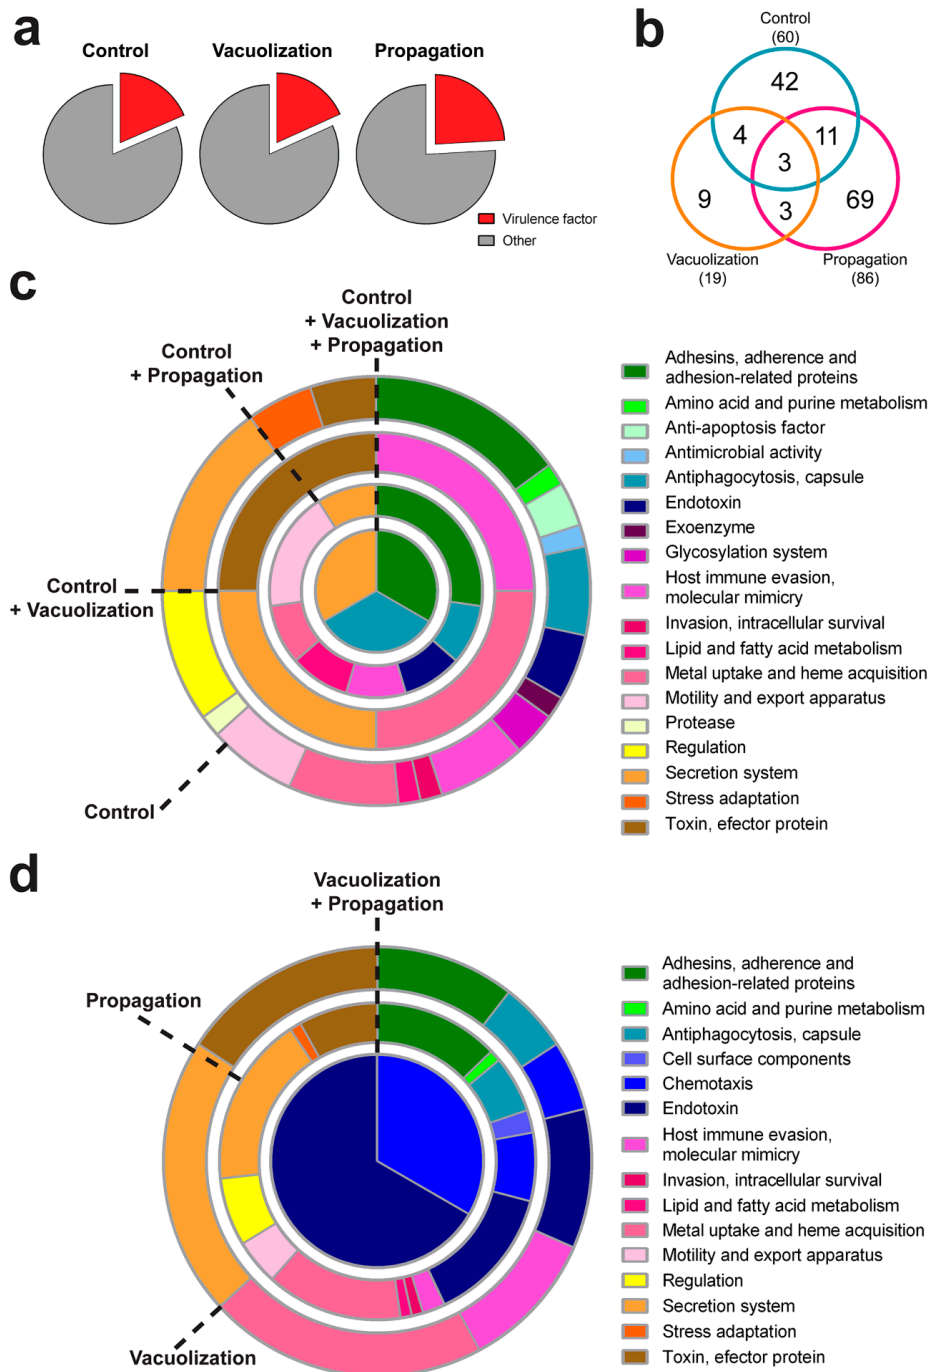 a
Control
Vacuolization
Propagation
Virulence factor
Other
b
Control
(60)
42
4
11
3
9
3
69
Vacuolization
(19)
Propagation
(86)
c
Control
+ Vacuolization
+ Propagation
Control
+ Propagation
Control
+ Vacuolization
Control
Adhesins, adherence and
adhesion-related proteins
Amino acid and purine metabolism
Anti-apoptosis factor
Antimicrobial activity
Antiphagocytosis, capsule
Endotoxin
Exoenzyme
Glycosylation system
Host immune evasion,
molecular mimicry
Invasion, intracellular survival
Lipid and fatty acid metabolism
Metal uptake and heme acquisition
Motility and export apparatus
Protease
Regulation
Secretion system
Stress adaptation
Toxin, efector protein
d
Vacuolization
+ Propagation
Propagation
Vacuolization
Adhesins, adherence and
adhesion-related proteins
Amino acid and purine metabolism
Antiphagocytosis, capsule
Cell surface components
Chemotaxis
Endotoxin
Host immune evasion,
molecular mimicry
Invasion, intracellular survival
Lipid and fatty acid metabolism
Metal uptake and heme acquisition
Motility and export apparatus
Regulation
Secretion system
Stress adaptation
Toxin, efector protein